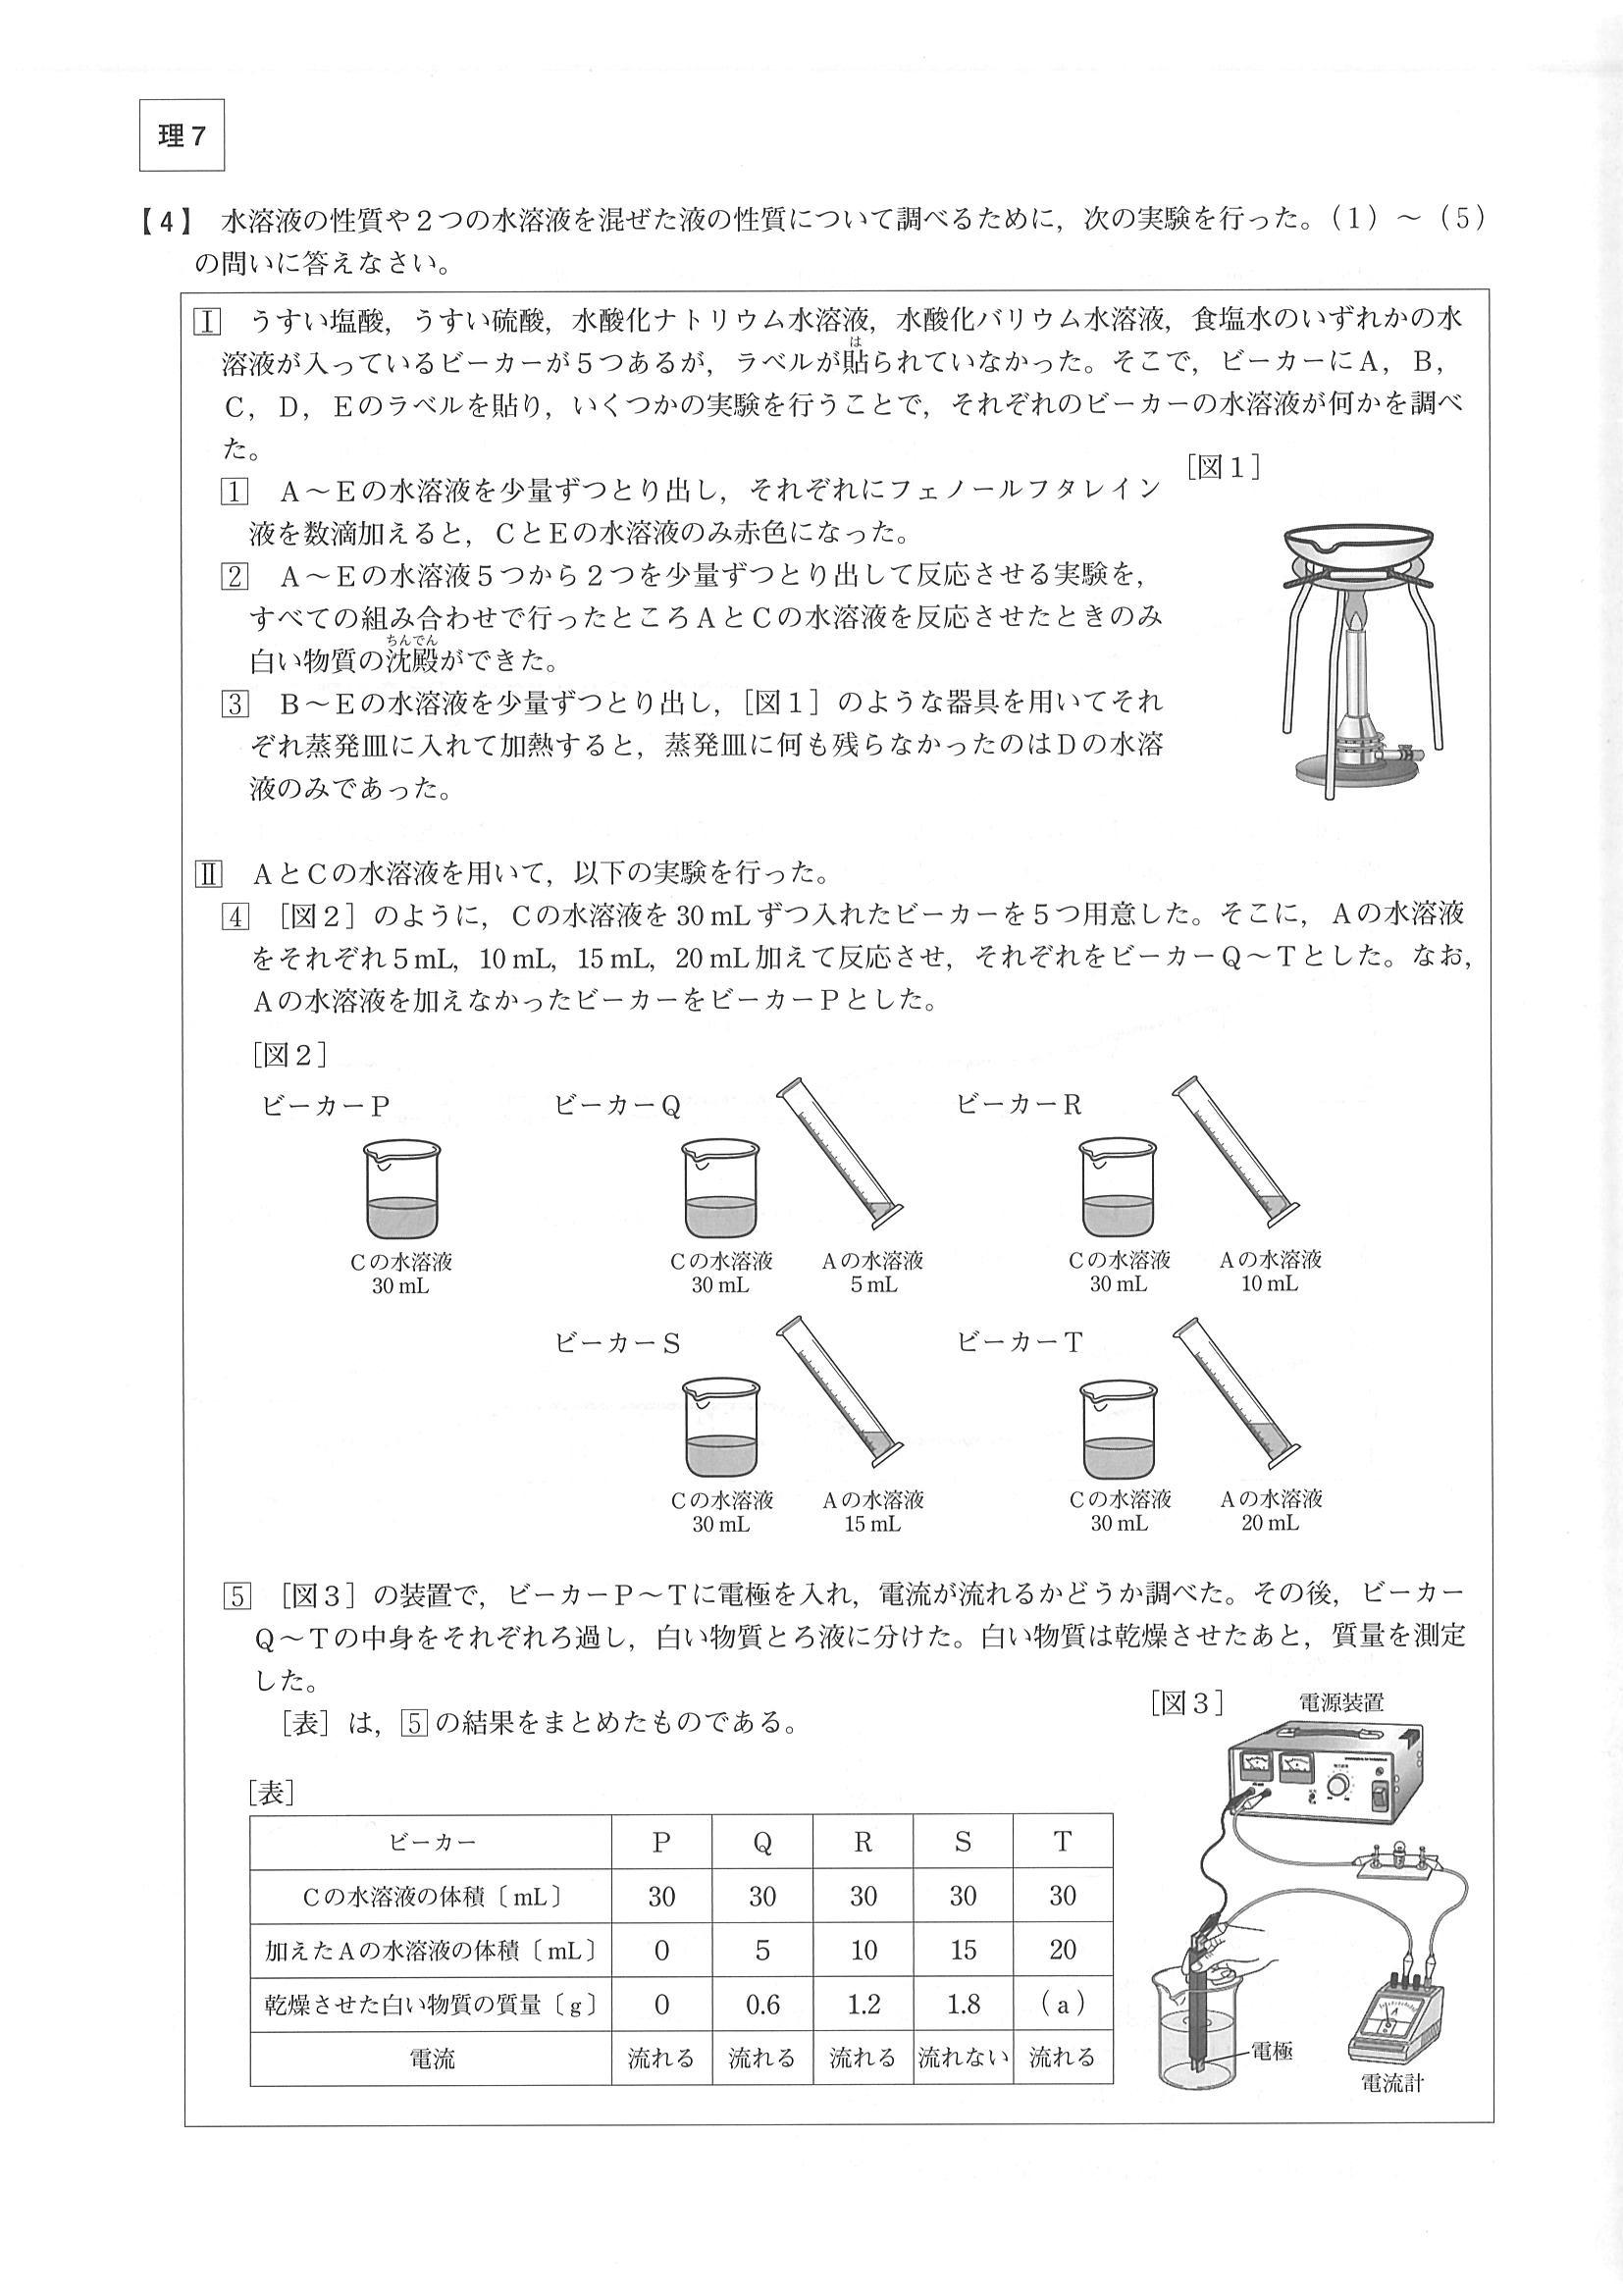 理7
【4】 水溶液の性質や2つの水溶液を混ぜた液の性質について調べるために，次の実験を行った。（1）～（5）
の問いに答えなさい。
Ⅰ うすい塩酸，うすい硫酸，水酸化ナトリウム水溶液，水酸化バリウム水溶液，食塩水のいずれかの水
溶液が入っているビーカーが5つあるが，ラベルが貼られていなかった。そこで，ビーカーにA，B，
は
C，D，Eのラベルを貼り，いくつかの実験を行うことで，それぞれのビーカーの水溶液が何かを調べ
た。
［図1］
1 A～Eの水溶液を少量ずつとり出し，それぞれにフェノールフタレイン
液を数滴加えると，CとEの水溶液のみ赤色になった。
2 A～Eの水溶液5つから2つを少量ずつとり出して反応させる実験を，
すべての組み合わせで行ったところAとCの水溶液を反応させたときのみ
ちんでん
白い物質の沈殿ができた。
3 B～Eの水溶液を少量ずつとり出し，［図1］のような器具を用いてそれ
ぞれ蒸発皿に入れて加熱すると，蒸発皿に何も残らなかったのはDの水溶
液のみであった。
Ⅱ AとCの水溶液を用いて，以下の実験を行った。
4 ［図2］のように，Cの水溶液を30 mLずつ入れたビーカーを5つ用意した。そこに，Aの水溶液
をそれぞれ5 mL，10 mL，15 mL，20 mL加えて反応させ，それぞれをビーカーQ～Tとした。なお，
Aの水溶液を加えなかったビーカーをビーカーPとした。
［図2］
ビーカーP
ビーカーQ
ビーカーR
Cの水溶液
30 mL
Cの水溶液
30 mL
Aの水溶液
5 mL
Cの水溶液
30 mL
Aの水溶液
10 mL
ビーカーS
ビーカーT
Cの水溶液
30 mL
Aの水溶液
15 mL
Cの水溶液
30 mL
Aの水溶液
20 mL
5 ［図3］の装置で，ビーカーP～Tに電極を入れ，電流が流れるかどうか調べた。その後，ビーカー
Q～Tの中身をそれぞれろ過し，白い物質とろ液に分けた。白い物質は乾燥させたあと，質量を測定
した。
［表］は，5の結果をまとめたものである。
［図3］
電源装置
電極
電流計
［表］
ビーカー P Q R S T
Cの水溶液の体積〔mL〕 30 30 30 30 30
加えたAの水溶液の体積〔mL〕 0 5 10 15 20
乾燥させた白い物質の質量〔g〕 0 0.6 1.2 1.8 （a）
電流 流れる 流れる 流れる 流れない 流れる